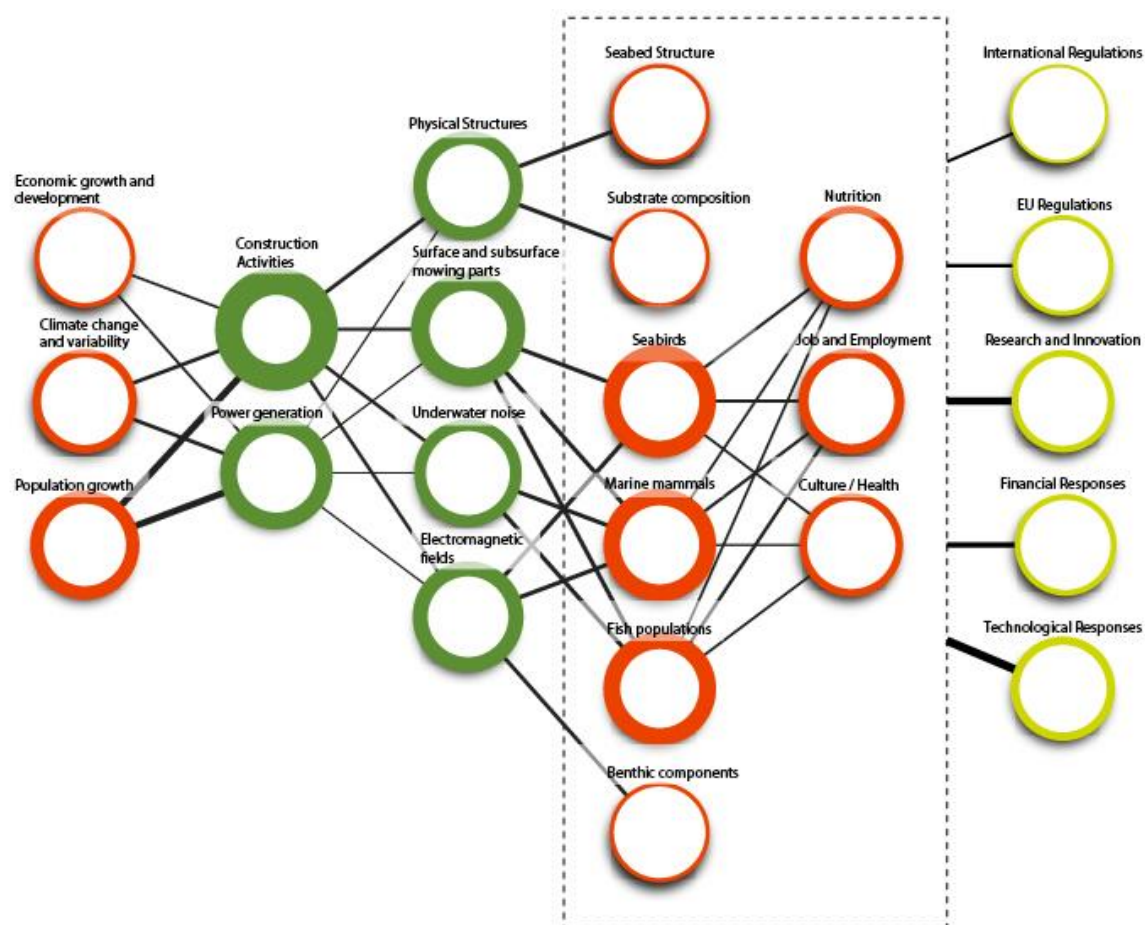 Economic growth and
development
Climate change
and variability
Population growth
Construction
Activities
Power generation
Physical Structures
Surface and subsurface
mowing parts
Underwater noise
Electromagnetic
fields
Seabed Structure
Substrate composition
Seabirds
Marine mammals
Fish populations
Benthic components
Nutrition
Job and Employment
Culture / Health
International Regulations
EU Regulations
Research and Innovation
Financial Responses
Technological Responses